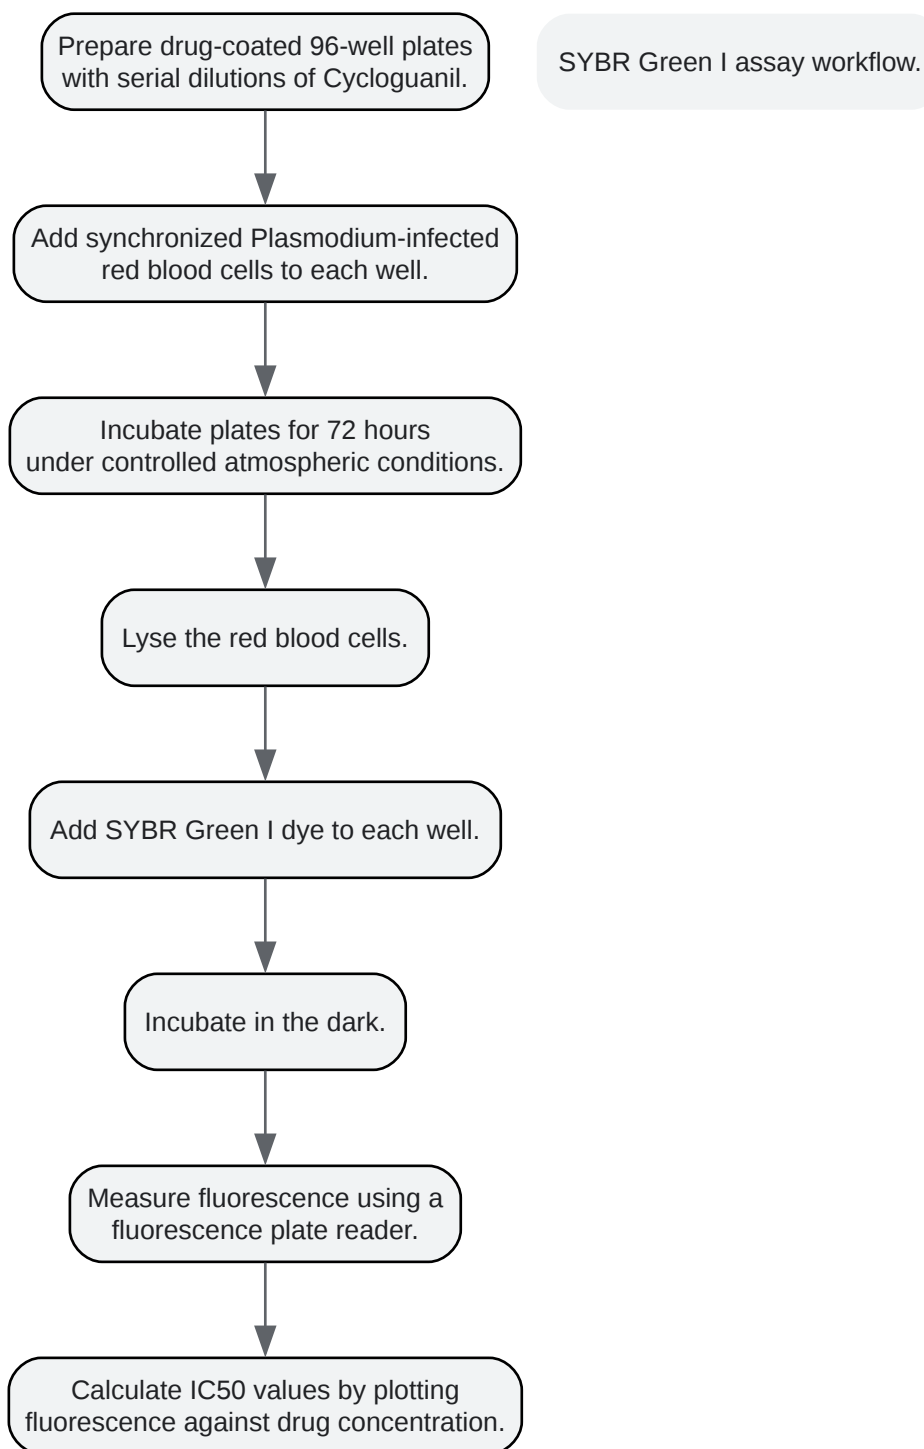 Prepare drug-coated 96-well plates
with serial dilutions of Cycloguanil.
SYBR Green I assay workflow.
Add synchronized Plasmodium-infected
red blood cells to each well.
Incubate plates for 72 hours
under controlled atmospheric conditions.
Lyse the red blood cells.
Add SYBR Green I dye to each well.
Incubate in the dark.
Measure fluorescence using a
fluorescence plate reader.
Calculate IC50 values by plotting
fluorescence against drug concentration.